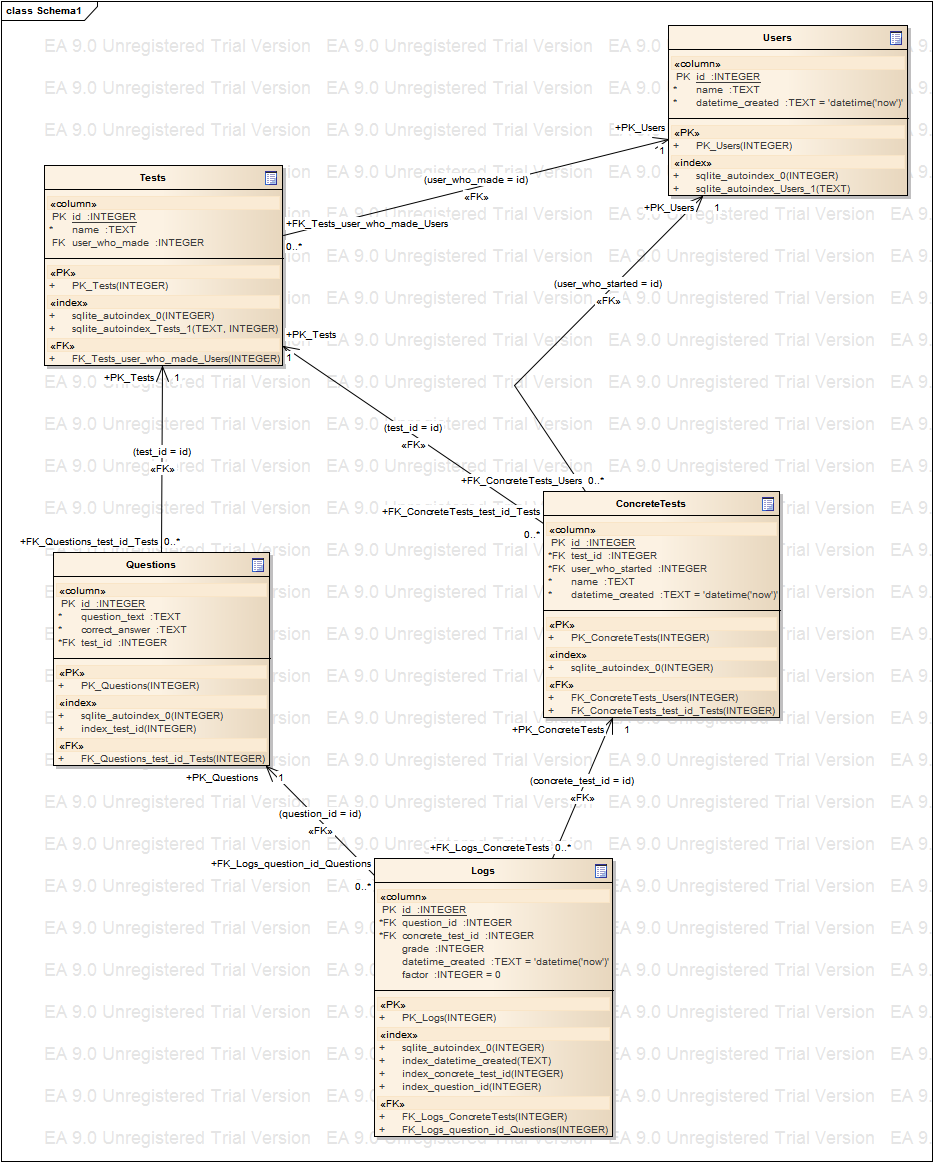 class Schema1
EA 9.0 Unregistered Trial Version
Users
«column»
PK id :INTEGER
* name :TEXT
* datetime_created :TEXT = 'datetime('now')'
«PK»
+ PK_Users(INTEGER)
«index»
+ sqlite_autoindex_0(INTEGER)
+ sqlite_autoindex_Users_1(TEXT)
+PK_Users
1
(user_who_made = id)
«FK»
+FK_Tests_user_who_made_Users
0..*
Tests
«column»
PK id :INTEGER
* name :TEXT
FK user_who_made :INTEGER
«PK»
+ PK_Tests(INTEGER)
«index»
+ sqlite_autoindex_0(INTEGER)
+ sqlite_autoindex_Tests_1(TEXT, INTEGER)
«FK»
+ FK_Tests_user_who_made_Users(INTEGER)
+PK_Users 1
(user_who_started = id)
«FK»
+FK_ConcreteTests_Users 0..*
+PK_Tests
1
(test_id = id)
«FK»
+FK_ConcreteTests_test_id_Tests
0..*
+PK_Tests 1
(test_id = id)
«FK»
+FK_Questions_test_id_Tests 0..*
ConcreteTests
«column»
PK id :INTEGER
*FK test_id :INTEGER
*FK user_who_started :INTEGER
* name :TEXT
* datetime_created :TEXT = 'datetime('now')'
«PK»
+ PK_ConcreteTests(INTEGER)
«index»
+ sqlite_autoindex_0(INTEGER)
«FK»
+ FK_ConcreteTests_Users(INTEGER)
+ FK_ConcreteTests_test_id_Tests(INTEGER)
Questions
«column»
PK id :INTEGER
* question_text :TEXT
* correct_answer :TEXT
*FK test_id :INTEGER
«PK»
+ PK_Questions(INTEGER)
«index»
+ sqlite_autoindex_0(INTEGER)
+ index_test_id(INTEGER)
«FK»
+ FK_Questions_test_id_Tests(INTEGER)
+PK_ConcreteTests 1
(concrete_test_id = id)
«FK»
+FK_Logs_ConcreteTests 0..*
+PK_Questions 1
(question_id = id)
«FK»
+FK_Logs_question_id_Questions
0..*
Logs
«column»
PK id :INTEGER
*FK question_id :INTEGER
*FK concrete_test_id :INTEGER
grade :INTEGER
datetime_created :TEXT = 'datetime('now')'
factor :INTEGER = 0
«PK»
+ PK_Logs(INTEGER)
«index»
+ sqlite_autoindex_0(INTEGER)
+ index_datetime_created(TEXT)
+ index_concrete_test_id(INTEGER)
+ index_question_id(INTEGER)
«FK»
+ FK_Logs_ConcreteTests(INTEGER)
+ FK_Logs_question_id_Questions(INTEGER)